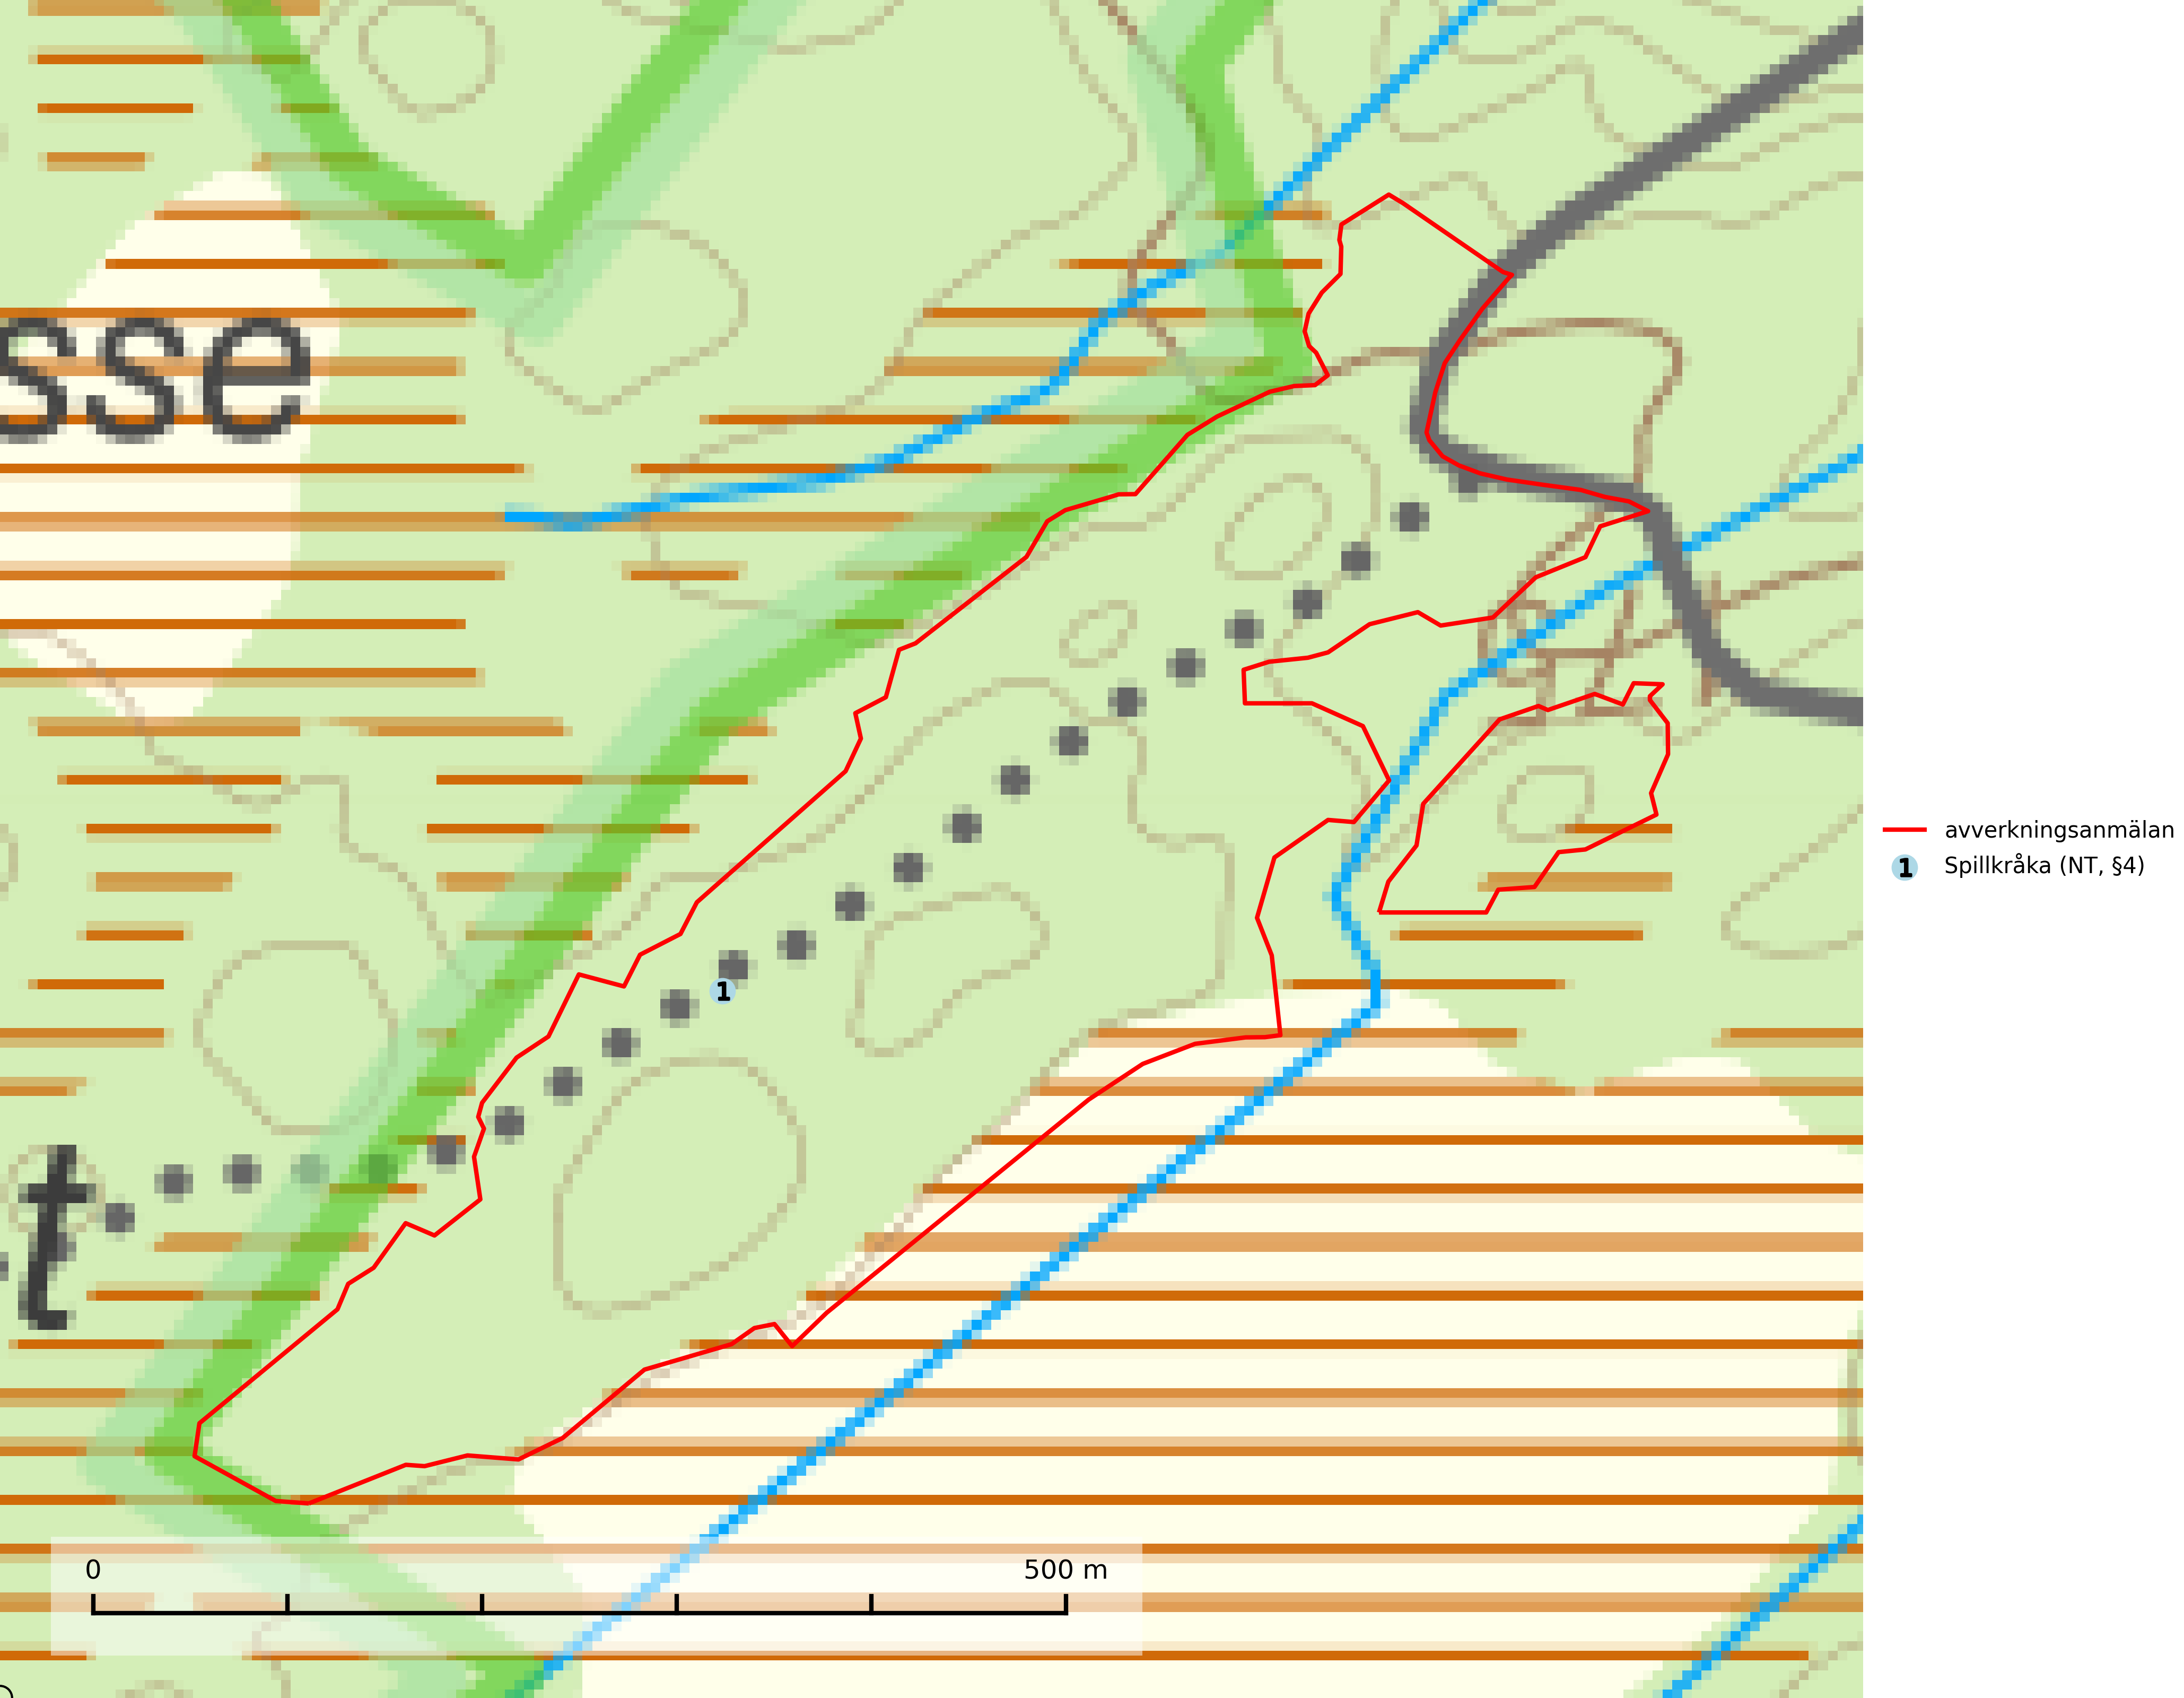 sse
t
avverkningsanmälan
1 Spillkråka (NT, §4)
1
0 500 m